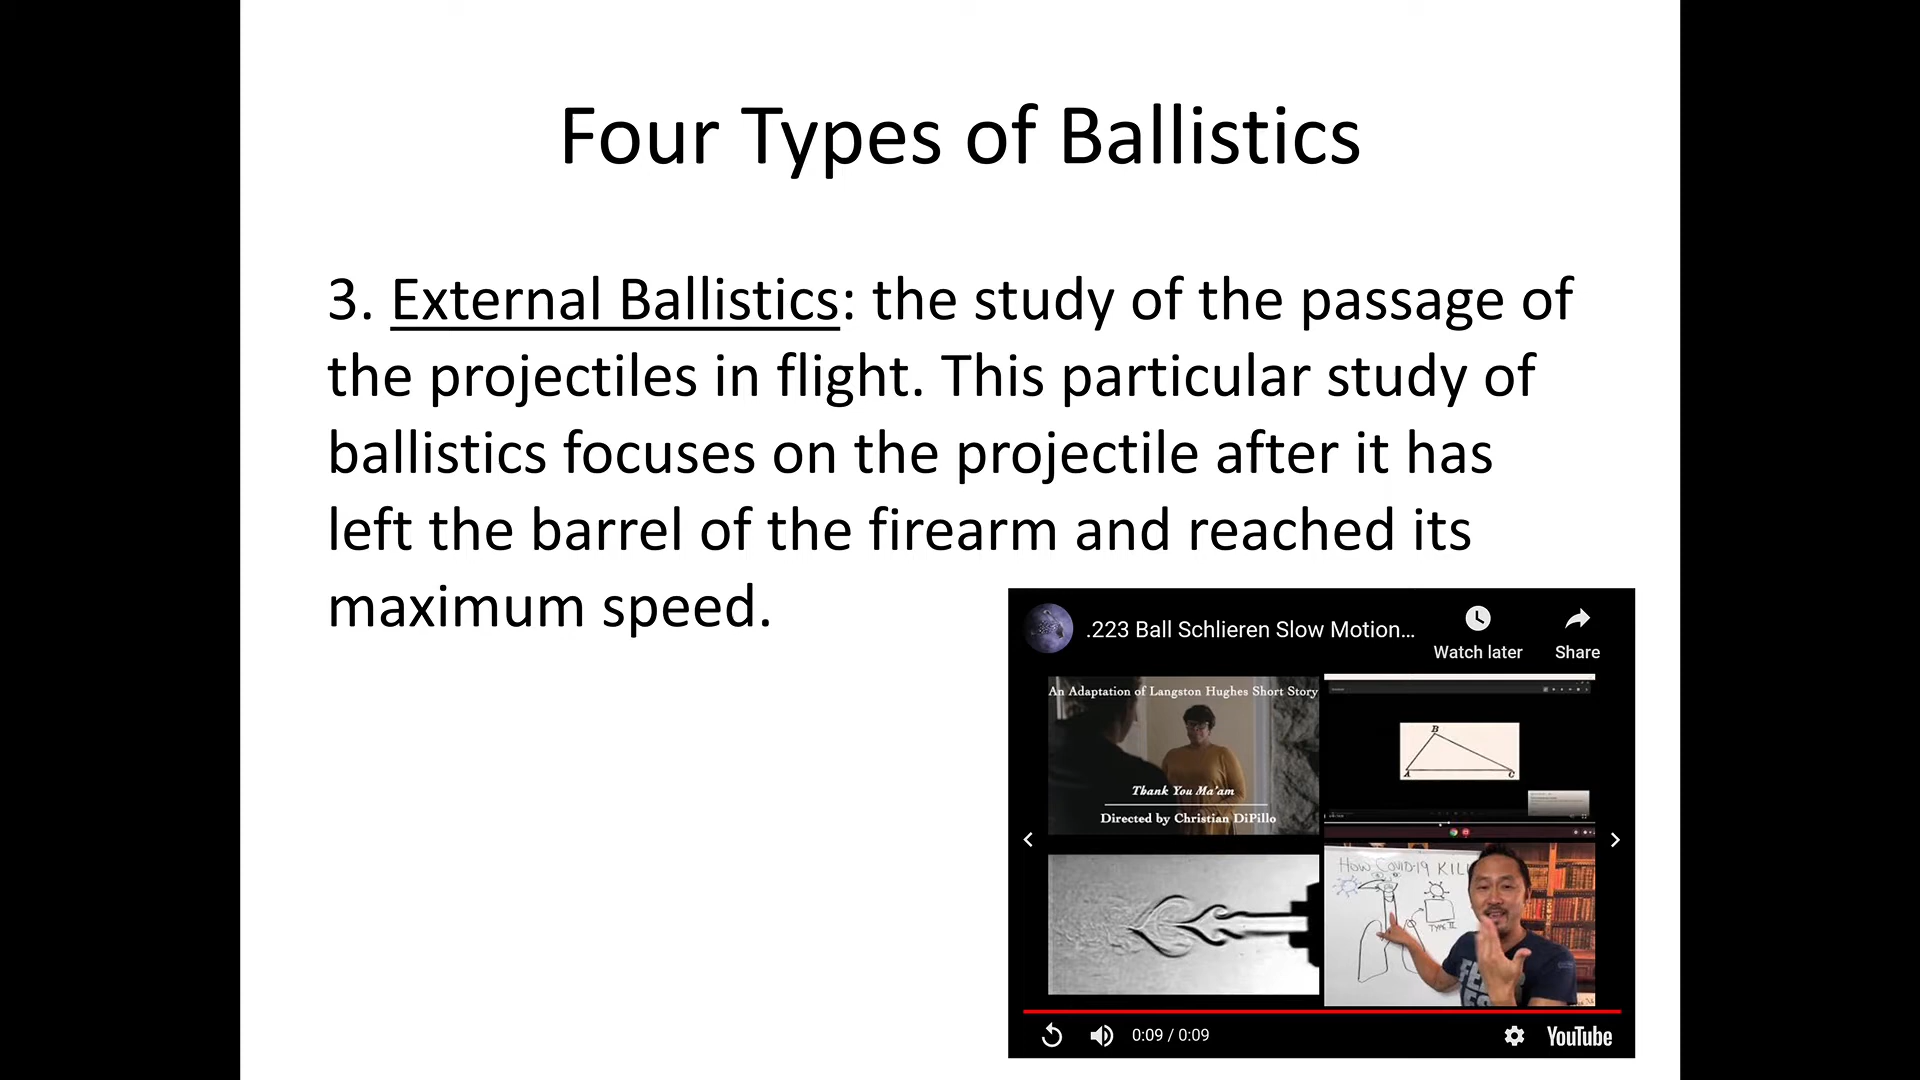 Four Types of Ballistics
3. External Ballistics: the study of the passage of
the projectiles in flight. This particular study of
ballistics focuses on the projectile after it has
left the barrel of the firearm and reached its
maximum speed.
.223 Ball Schlieren Slow Motion...
Watch later
Share
An Adaptation of Langston Hughes Short Story
Thank You Ma'am
Directed by Christian DiPillo
B
A
C
How Covid-19 KILL
TYPE II
0:09 / 0:09
YouTube